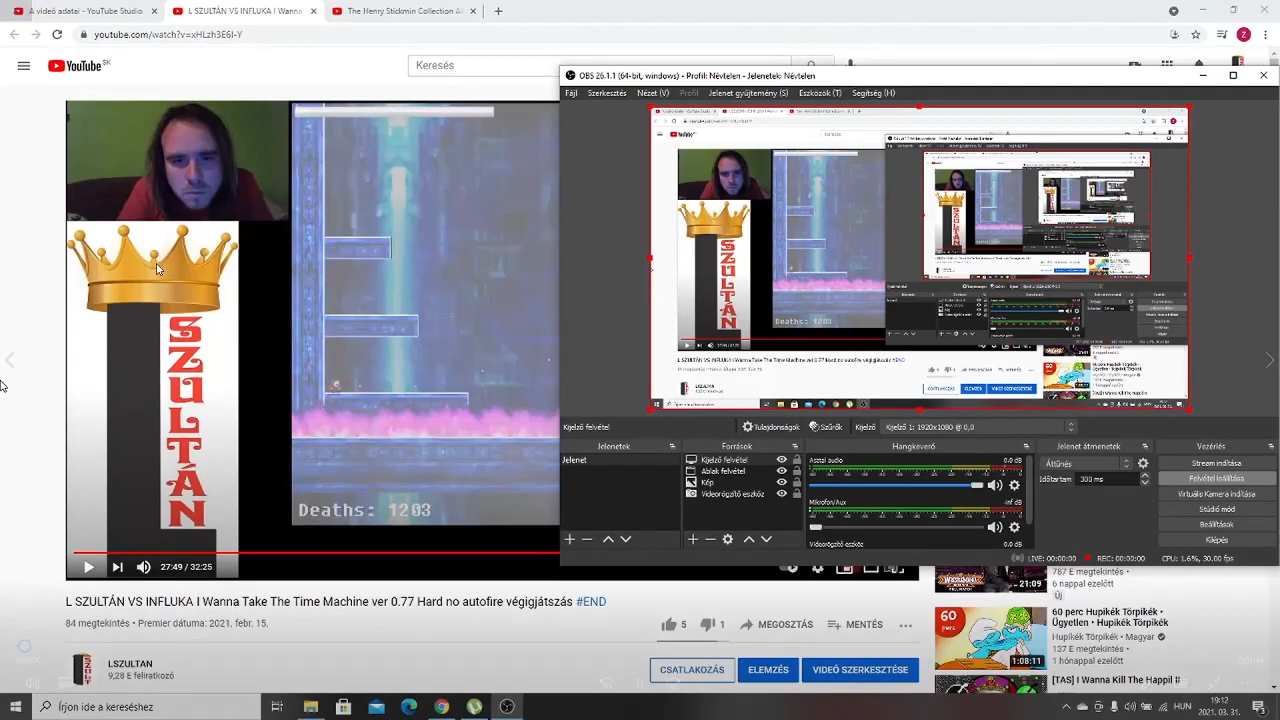 A videó adatai - YouTube Studio
L SZULTÁN VS INFLUKA I Wanna
The Henry Stickmin Collection A
youtube.com/watch?v=xHLzh3E6I-Y
Z
YouTube SK
Keresés
OBS 26.1.1 (64-bit, windows) - Profil: Névtelen - Jelenetek: Névtelen
Fájl Szerkesztés Nézet (V) Profil Jelenet gyűjtemény (S) Eszközök (T) Segítség (H)
SZULTÁN
Deaths: 1203
SZULTÁN
Deaths: 1203
27:49 / 32:25
Kijelző felvétel
Tulajdonságok
Szűrők
Kijelző
Kijelző 1: 1920x1080 @ 0,0
Jelenetek
Források
Hangkeverő
Jelenet átmenetek
Vezérlés
Jelenet
Kijelző felvétel
Ablak felvétel
Kép
Videórögzítő eszköz
Asztal audio
0.0 dB
Mikrofon/Aux
-inf dB
Videórögzítő eszköz
0.0 dB
Áttűnés
Időtartam
300 ms
Stream indítása
Felvétel leállítása
Virtuális Kamera indítása
Stúdió mód
Beállítások
Kilépés
LIVE: 00:00:00
REC: 00:00:00
CPU: 1.6%, 30.00 fps
L SZULTÁN VS INFLUKA I Wanna Take The Time Machine ver 0.77 Hard no autofire végigjátszás #END
84 megtekintés • Premier dátuma: 2021. febr. 15.
5
1
MEGOSZTÁS
MENTÉS
LSZULTAN
9,28 E feliratkozó
CSATLAKOZÁS
ELEMZÉS
VIDEÓ SZERKESZTÉSE
21:09
787 E megtekintés •
6 nappal ezelőtt
Új
60 perc
1:08:11
60 perc Hupikék Törpikék •
Ügyetlen • Hupikék Törpikék
Hupikék Törpikék - Magyar
137 E megtekintés •
1 hónappal ezelőtt
[TAS] I Wanna Kill The Happil II
Írjon ide a kereséshez
HUN
19:12
2021. 03. 31.